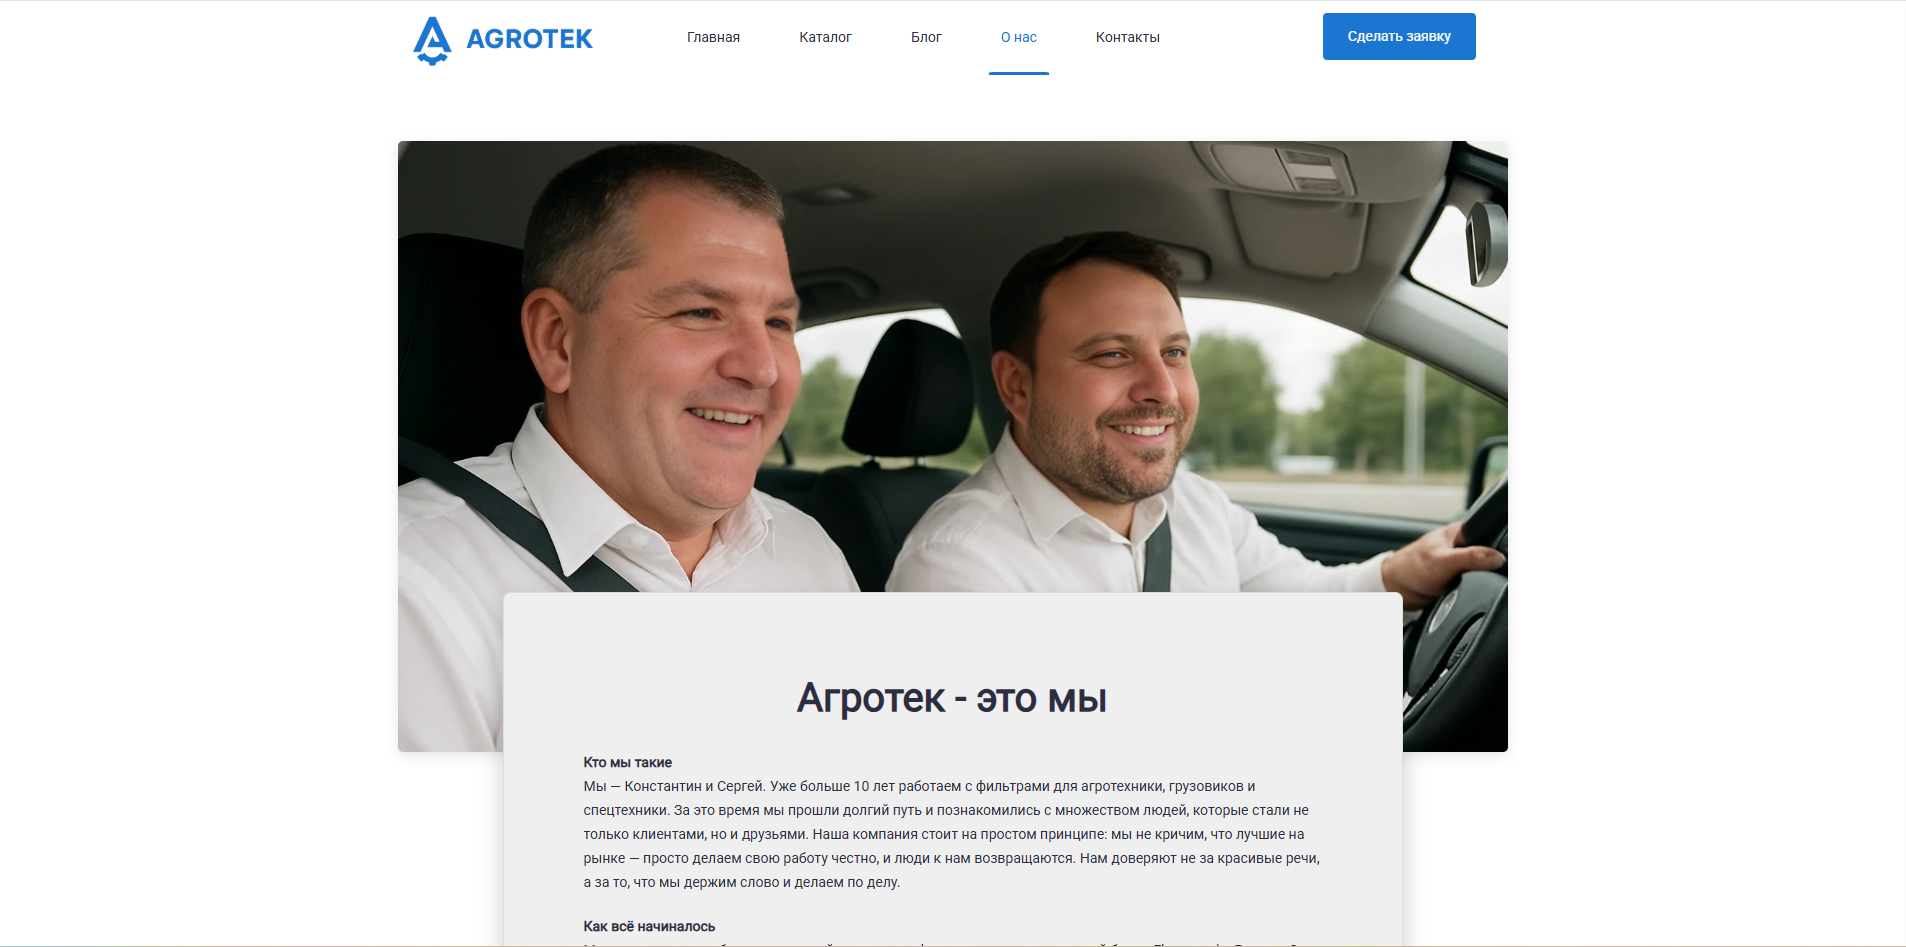 AGROTEK
Главная
Каталог
Блог
О нас
Контакты
Сделать заявку
Агротек - это мы
Кто мы такие
Мы — Константин и Сергей. Уже больше 10 лет работаем с фильтрами для агротехники, грузовиков и
спецтехники. За это время мы прошли долгий путь и познакомились с множеством людей, которые стали не
только клиентами, но и друзьями. Наша компания стоит на простом принципе: мы не кричим, что лучшие на
рынке — просто делаем свою работу честно, и люди к нам возвращаются. Нам доверяют не за красивые речи,
а за то, что мы держим слово и делаем по делу.
Как всё начиналось